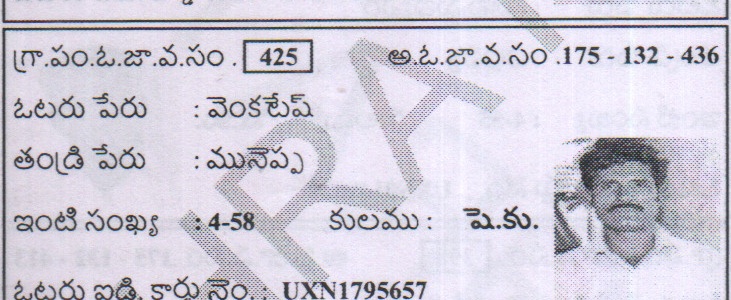 గ్రా.పం.ఓ.జా.వ.సం . 425 అ.ఓ.జా.వ.సం .175 - 132 - 436
ఓటరు పేరు : వెంకటేష్
తండ్రి పేరు : మునెప్ప
ఇంటి సంఖ్య : 4-58 కులము : షె.కు.
ఓటరు ఐడి. కార్డు నెం. : UXN1795657